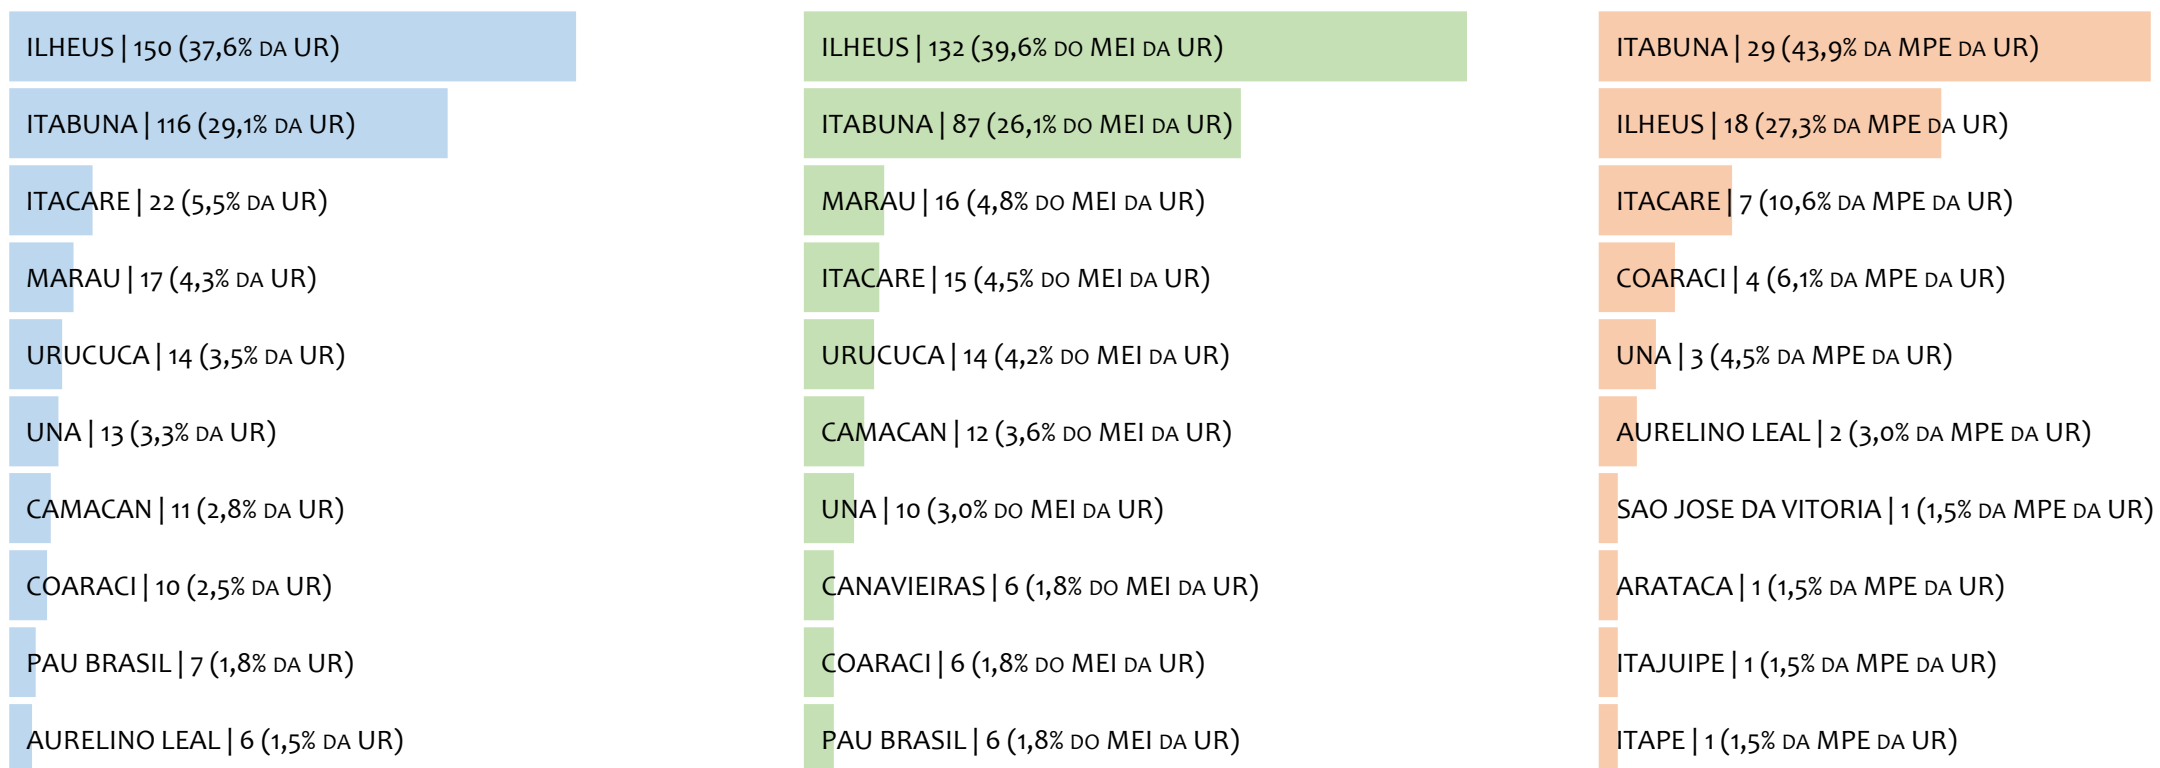 ILHEUS | 150 (37,6% DA UR)
ITABUNA | 116 (29,1% DA UR)
ITACARE | 22 (5,5% DA UR)
MARAU | 17 (4,3% DA UR)
URUCUCA | 14 (3,5% DA UR)
UNA | 13 (3,3% DA UR)
CAMACAN | 11 (2,8% DA UR)
COARACI | 10 (2,5% DA UR)
PAU BRASIL | 7 (1,8% DA UR)
AURELINO LEAL | 6 (1,5% DA UR)
ILHEUS | 132 (39,6% DO MEI DA UR)
ITABUNA | 87 (26,1% DO MEI DA UR)
MARAU | 16 (4,8% DO MEI DA UR)
ITACARE | 15 (4,5% DO MEI DA UR)
URUCUCA | 14 (4,2% DO MEI DA UR)
CAMACAN | 12 (3,6% DO MEI DA UR)
UNA | 10 (3,0% DO MEI DA UR)
CANAVIEIRAS | 6 (1,8% DO MEI DA UR)
COARACI | 6 (1,8% DO MEI DA UR)
PAU BRASIL | 6 (1,8% DO MEI DA UR)
ITABUNA | 29 (43,9% DA MPE DA UR)
ILHEUS | 18 (27,3% DA MPE DA UR)
ITACARE | 7 (10,6% DA MPE DA UR)
COARACI | 4 (6,1% DA MPE DA UR)
UNA | 3 (4,5% DA MPE DA UR)
AURELINO LEAL | 2 (3,0% DA MPE DA UR)
SAO JOSE DA VITORIA | 1 (1,5% DA MPE DA UR)
ARATACA | 1 (1,5% DA MPE DA UR)
ITAJUIPE | 1 (1,5% DA MPE DA UR)
ITAPE | 1 (1,5% DA MPE DA UR)